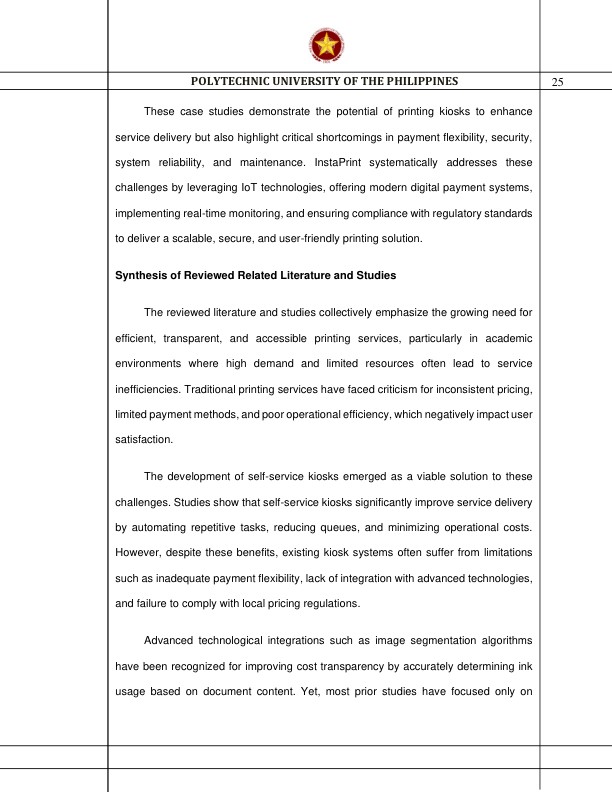 POLYTECHNIC UNIVERSITY OF THE PHILIPPINES
25
These case studies demonstrate the potential of printing kiosks to enhance
service delivery but also highlight critical shortcomings in payment flexibility, security,
system reliability, and maintenance. InstaPrint systematically addresses these
challenges by leveraging IoT technologies, offering modern digital payment systems,
implementing real-time monitoring, and ensuring compliance with regulatory standards
to deliver a scalable, secure, and user-friendly printing solution.
Synthesis of Reviewed Related Literature and Studies
The reviewed literature and studies collectively emphasize the growing need for
efficient, transparent, and accessible printing services, particularly in academic
environments where high demand and limited resources often lead to service
inefficiencies. Traditional printing services have faced criticism for inconsistent pricing,
limited payment methods, and poor operational efficiency, which negatively impact user
satisfaction.
The development of self-service kiosks emerged as a viable solution to these
challenges. Studies show that self-service kiosks significantly improve service delivery
by automating repetitive tasks, reducing queues, and minimizing operational costs.
However, despite these benefits, existing kiosk systems often suffer from limitations
such as inadequate payment flexibility, lack of integration with advanced technologies,
and failure to comply with local pricing regulations.
Advanced technological integrations such as image segmentation algorithms
have been recognized for improving cost transparency by accurately determining ink
usage based on document content. Yet, most prior studies have focused only on